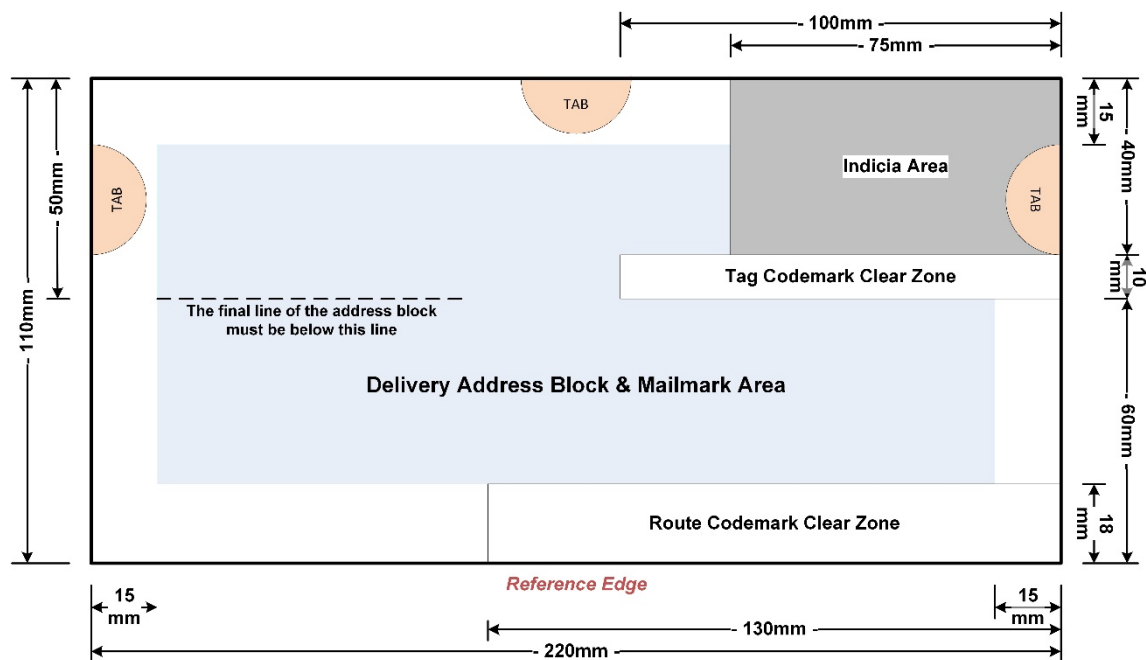 - 100mm -
- 75mm -
TAB
15
mm
- 40mm -
Indicia Area
TAB
TAB
- 50mm -
- 110mm -
Tag Codemark Clear Zone
10
mm
The final line of the address block
must be below this line
Delivery Address Block & Mailmark Area
- 60mm -
Route Codemark Clear Zone
18
mm
Reference Edge
15
mm
15
mm
- 130mm -
- 220mm -